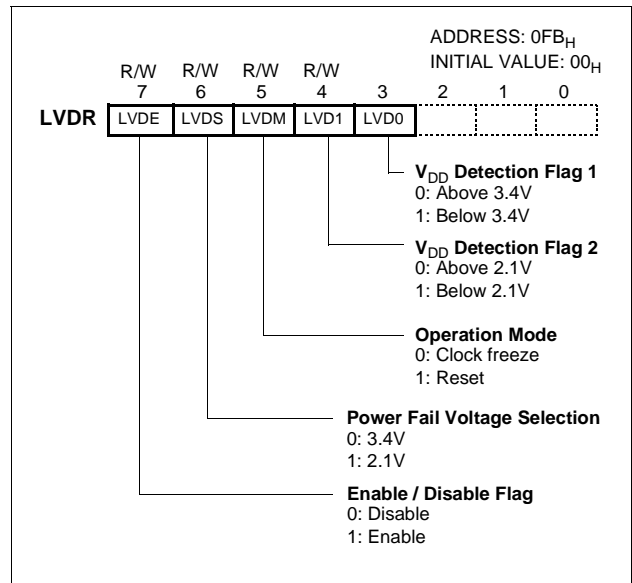 ADDRESS: 0FBH
INITIAL VALUE: 00H
R/W R/W R/W R/W
7 6 5 4 3 2 1 0
LVDR LVDE LVDS LVDM LVD1 LVD0
VDD Detection Flag 1
0: Above 3.4V
1: Below 3.4V
VDD Detection Flag 2
0: Above 2.1V
1: Below 2.1V
Operation Mode
0: Clock freeze
1: Reset
Power Fail Voltage Selection
0: 3.4V
1: 2.1V
Enable / Disable Flag
0: Disable
1: Enable